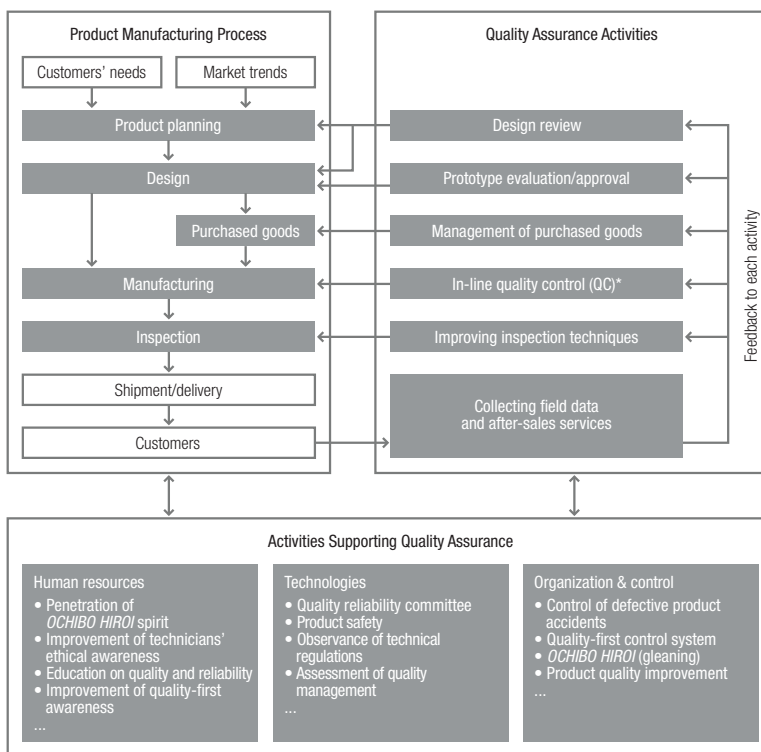 Product Manufacturing Process
Customers' needs
Market trends
Product planning
Design
Purchased goods
Manufacturing
Inspection
Shipment/delivery
Customers
Quality Assurance Activities
Design review
Prototype evaluation/approval
Management of purchased goods
In-line quality control (QC)*
Improving inspection techniques
Collecting field data
and after-sales services
Feedback to each activity
Activities Supporting Quality Assurance
Human resources
• Penetration of
OCHIBO HIROI spirit
• Improvement of technicians'
ethical awareness
• Education on quality and reliability
• Improvement of quality-first
awareness
...
Technologies
• Quality reliability committee
• Product safety
• Observance of technical
regulations
• Assessment of quality
management
...
Organization & control
• Control of defective product
accidents
• Quality-first control system
• OCHIBO HIROI (gleaning)
• Product quality improvement
...